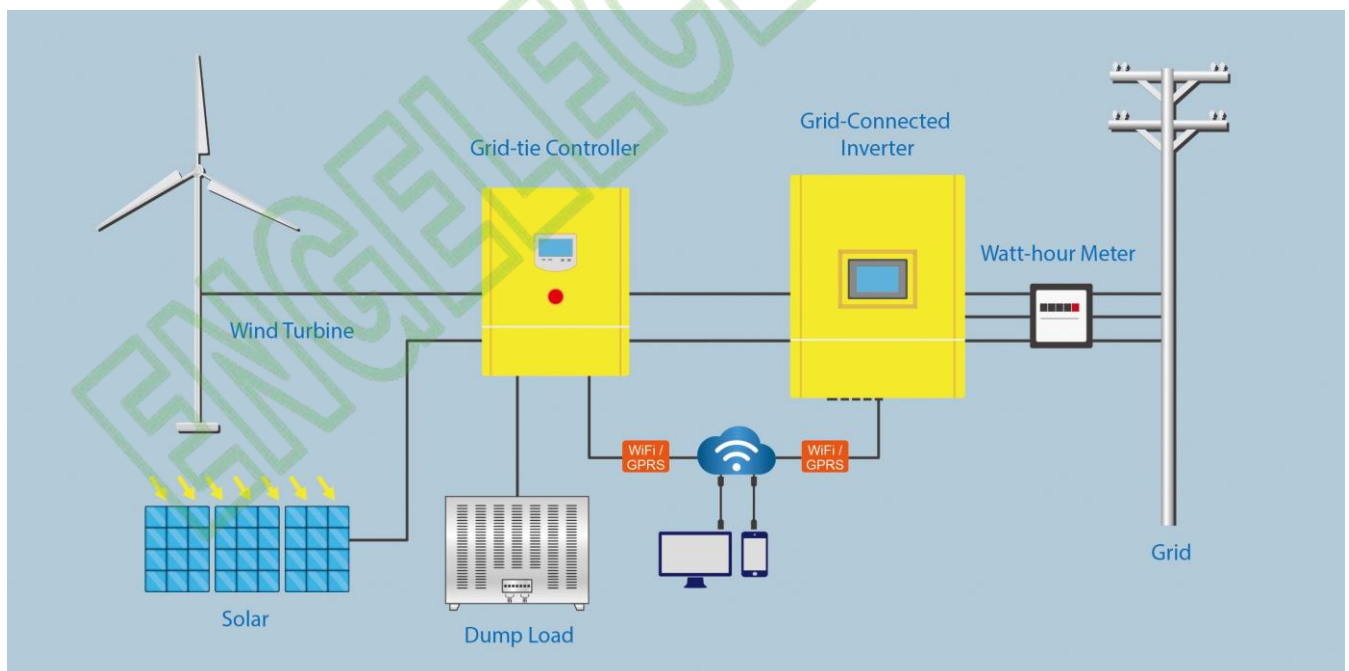 ENGELEC
Grid-tie Controller
Grid-Connected
Inverter
Watt-hour Meter
Wind Turbine
WiFi /
GPRS
WiFi /
GPRS
Solar
Dump Load
Grid